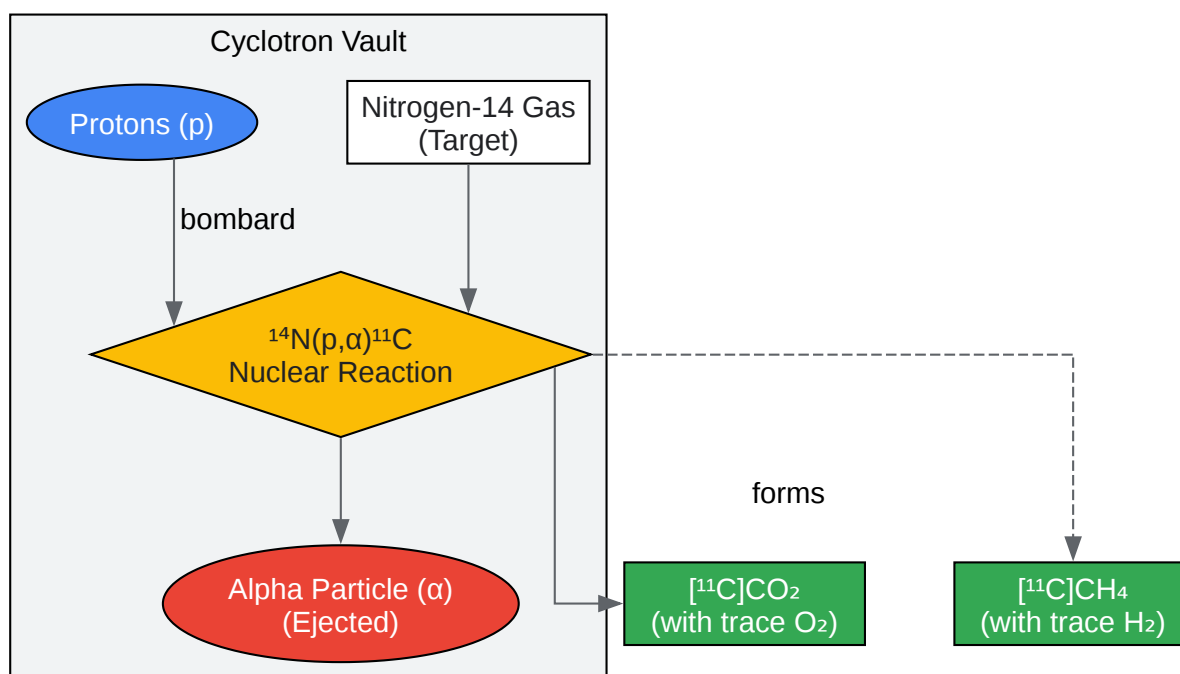 Cyclotron Vault
Protons (p)
Nitrogen-14 Gas
(Target)
bombard
¹⁴N(p,α)¹¹C
Nuclear Reaction
forms
Alpha Particle (α)
(Ejected)
[¹¹C]CO₂
(with trace O₂)
[¹¹C]CH₄
(with trace H₂)